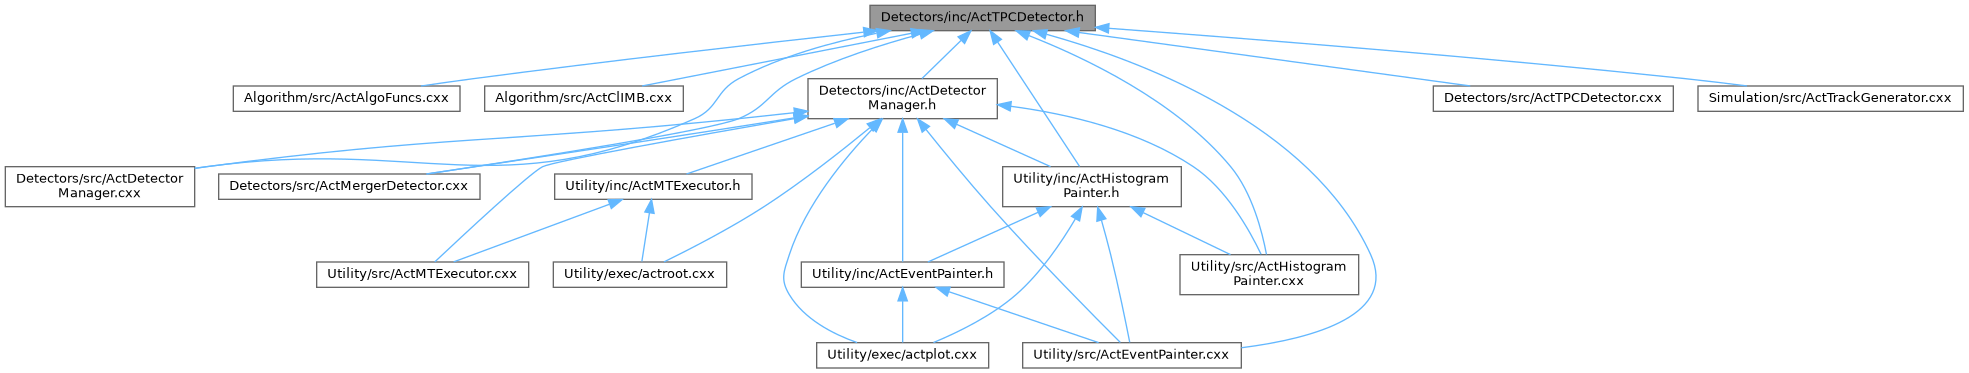 Detectors/inc/ActTPCDetector.h
Algorithm/src/ActAlgoFuncs.cxx
Algorithm/src/ActClIMB.cxx
Detectors/inc/ActDetector
Manager.h
Detectors/src/ActTPCDetector.cxx
Simulation/src/ActTrackGenerator.cxx
Detectors/src/ActDetector
Manager.cxx
Detectors/src/ActMergerDetector.cxx
Utility/inc/ActMTExecutor.h
Utility/inc/ActHistogram
Painter.h
Utility/src/ActMTExecutor.cxx
Utility/exec/actroot.cxx
Utility/inc/ActEventPainter.h
Utility/src/ActHistogram
Painter.cxx
Utility/exec/actplot.cxx
Utility/src/ActEventPainter.cxx